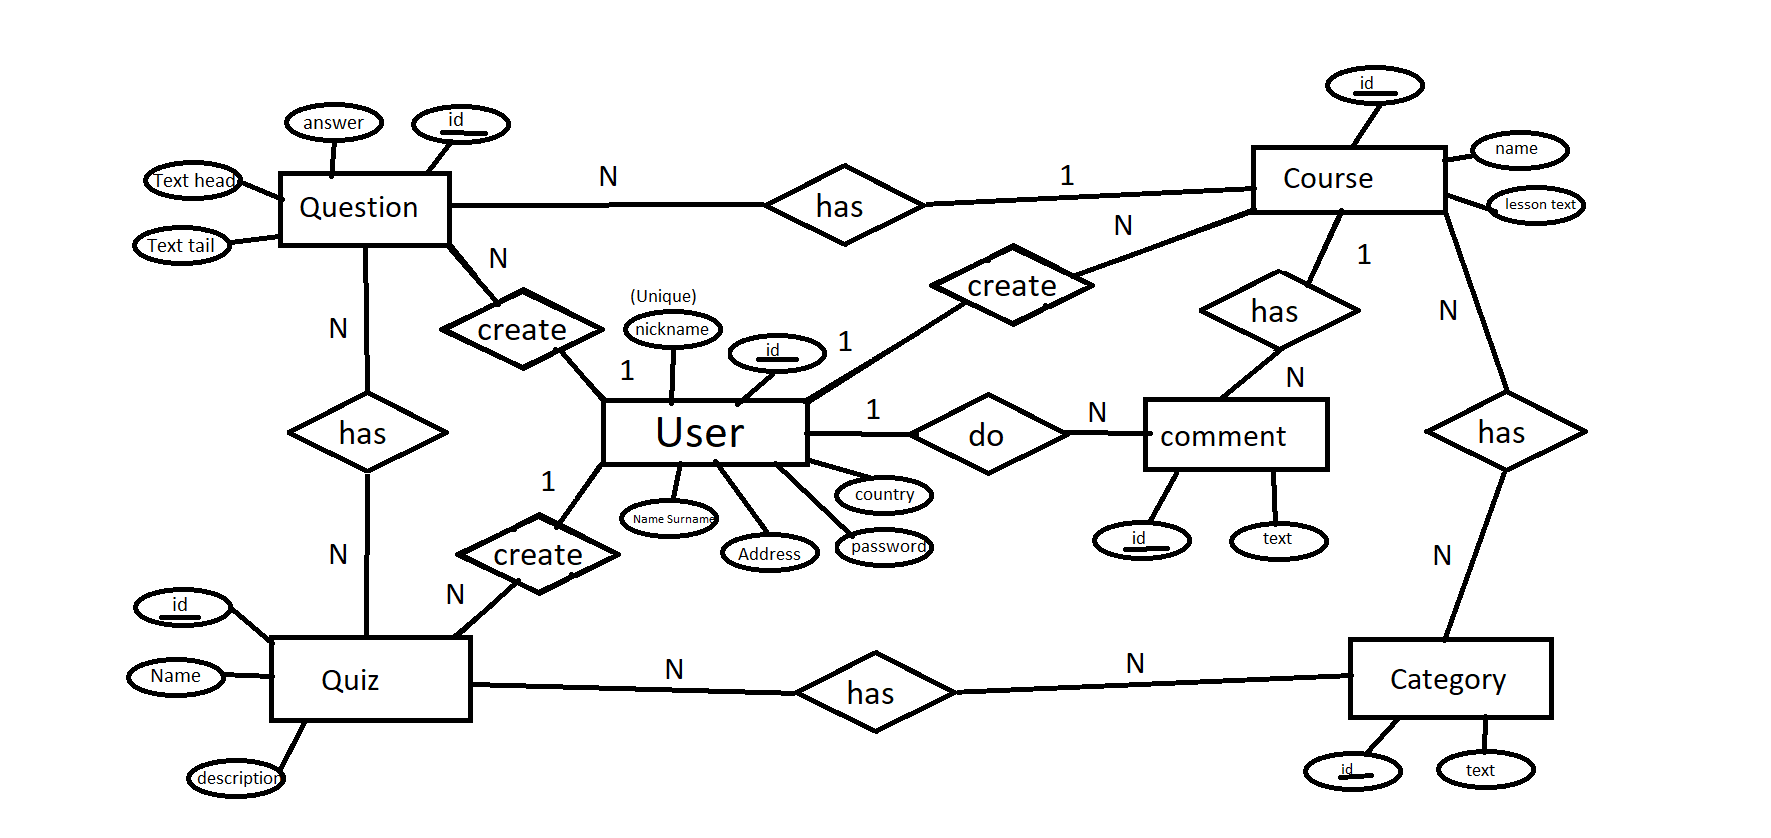 id
answer
id
name
Text head
Course
N
1
has
Question
lesson text
Text tail
N
N
1
create
(Unique)
has
N
N
create
nickname
1
id
1
N
1
N
has
User
do
comment
has
1
country
Name Surname
id
text
password
Address
create
N
N
N
id
N
N
Name
Quiz
has
Category
description
id
text